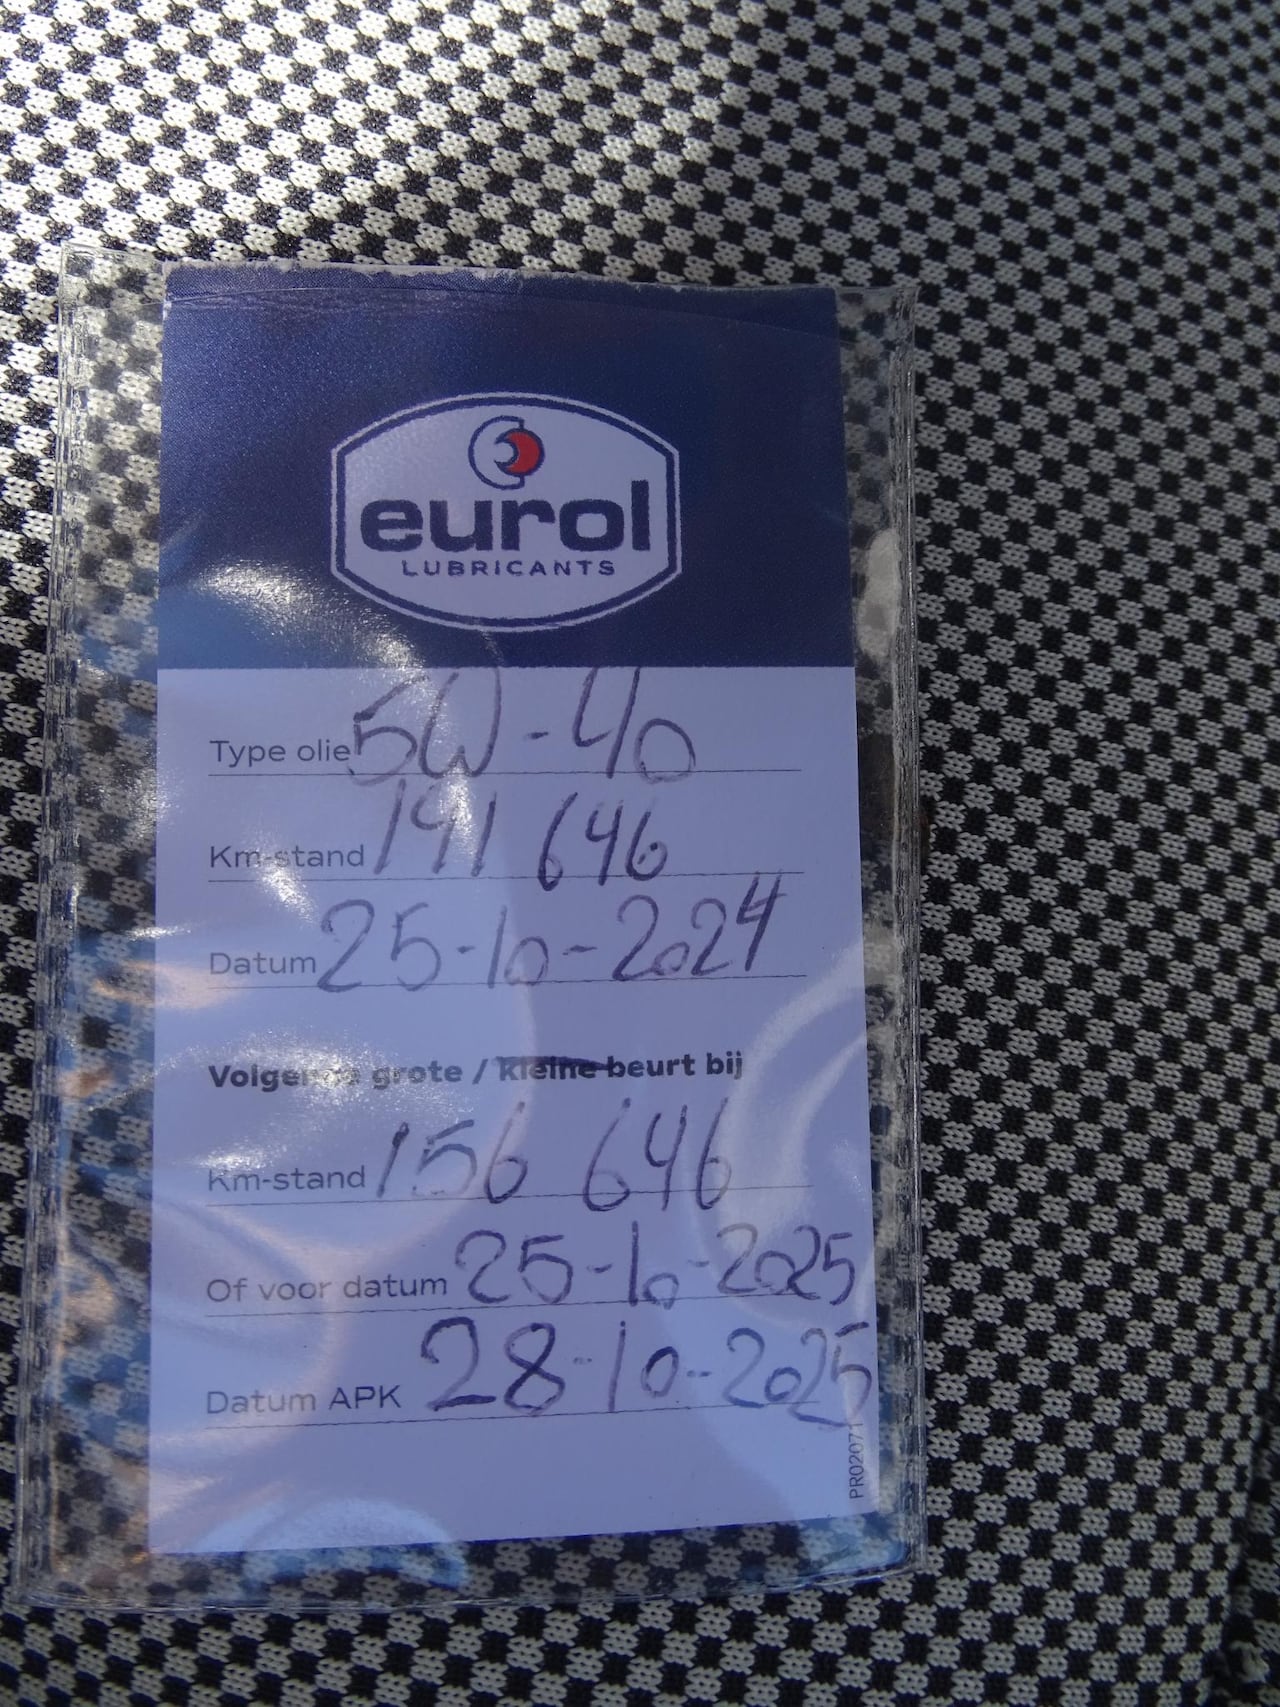 eurol
LUBRICANTS
Type olie 5W-40
Km-stand 141 646
Datum 25-10-2024
Volgende grote / kleine beurt bij
Km-stand 156 646
Of voor datum 25-10-2025
Datum APK 28-10-2025
PR02071